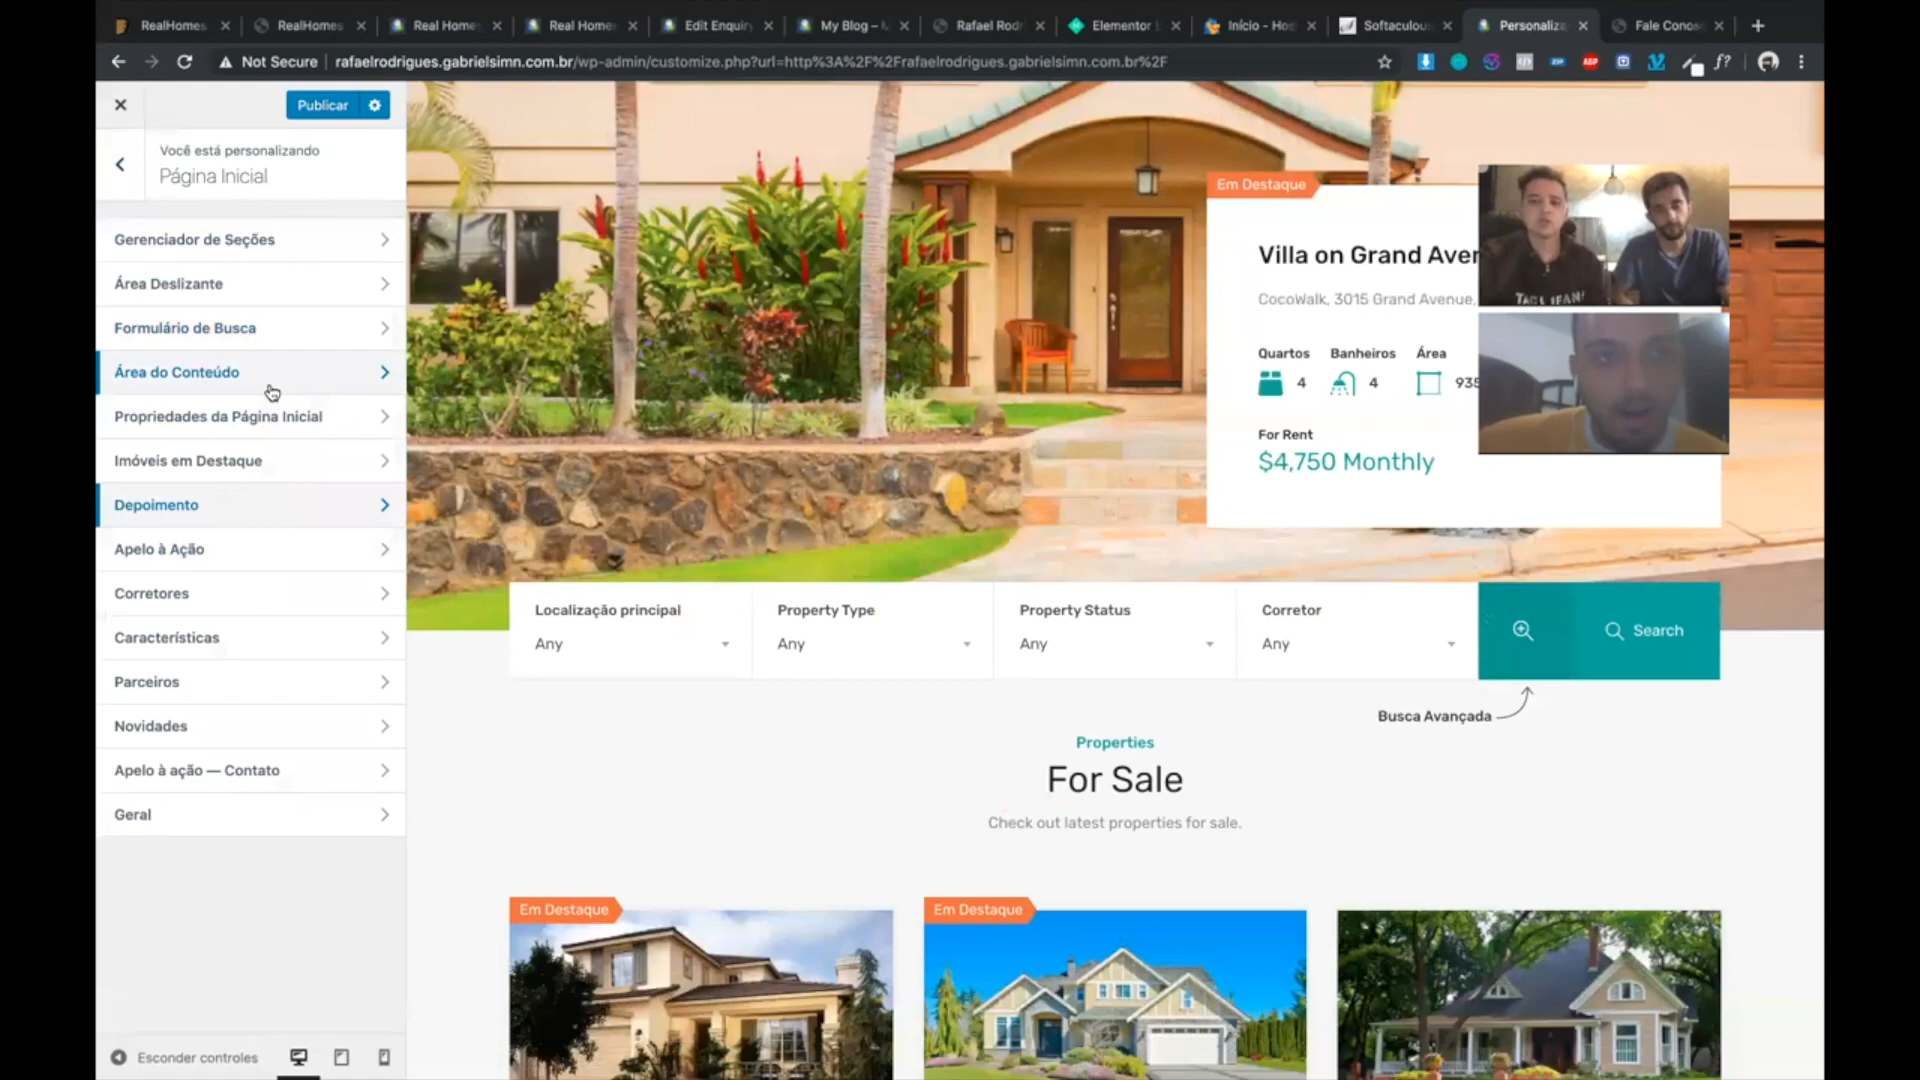 RealHomes
RealHomes
Real Home
Real Home
Edit Enquiry
My Blog –
Rafael Rodr
Elementor
Início - Hos
Softaculous
Personaliza
Fale Conos
Not Secure
rafaelrodrigues.gabrielsimn.com.br/wp-admin/customize.php?url=http%3A%2F%2Frafaelrodrigues.gabrielsimn.com.br%2F
ZIP
ABP
f?
Publicar
Você está personalizando
Página Inicial
Gerenciador de Seções
Área Deslizante
Formulário de Busca
Área do Conteúdo
Propriedades da Página Inicial
Imóveis em Destaque
Depoimento
Apelo à Ação
Corretores
Características
Parceiros
Novidades
Apelo à ação — Contato
Geral
Esconder controles
Em Destaque
Villa on Grand Aven
CocoWalk, 3015 Grand Avenue,
Quartos
Banheiros
Área
4
4
935
For Rent
$4,750 Monthly
Localização principal
Any
Property Type
Any
Property Status
Any
Corretor
Any
Search
Busca Avançada
Properties
For Sale
Check out latest properties for sale.
Em Destaque
Em Destaque